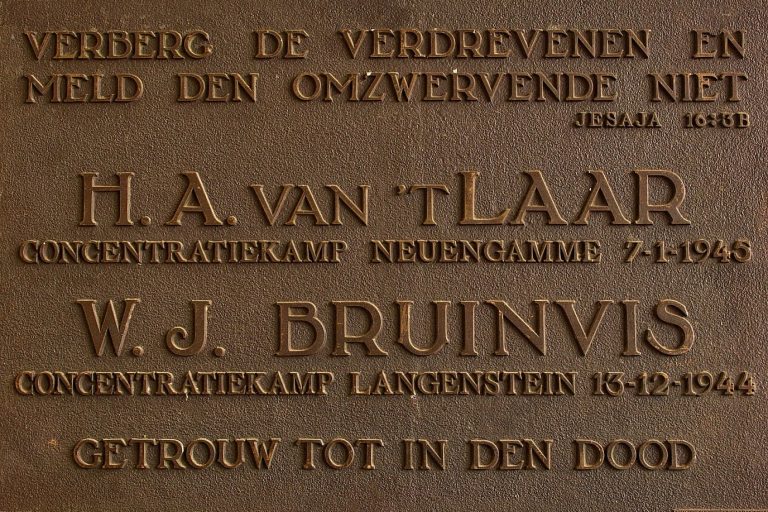 VERBERG DE VERDREVENEN EN
MELD DEN OMZWERVENDE NIET
JESAJA 16:3B
H. A. VAN 'T LAAR
CONCENTRATIEKAMP NEUENGAMME 7-1-1945
W. J. BRUINVIS
CONCENTRATIEKAMP LANGENSTEIN 13-12-1944
GETROUW TOT IN DEN DOOD